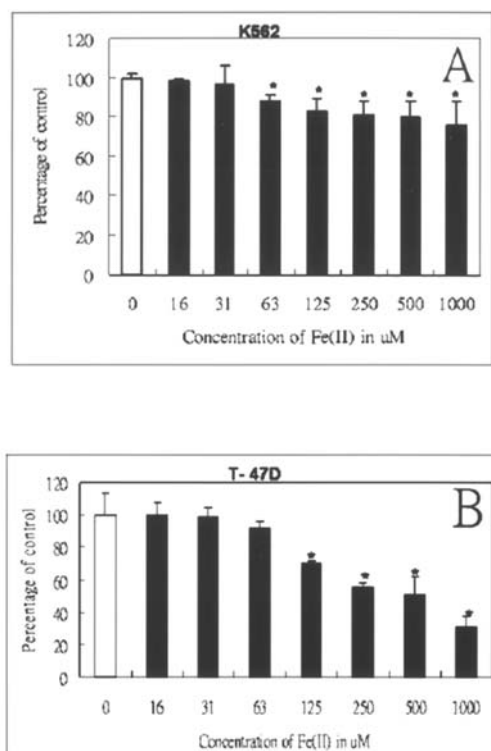 K562
A
Percentage of control
120
100
80
60
40
20
0
* * * * *
0 16 31 63 125 250 500 1000
Concentration of Fe(II) in uM
T- 47D
B
Percentage of control
120
100
80
60
40
20
0
* * * *
0 16 31 63 125 250 500 1000
Concentration of Fe(II) in uM